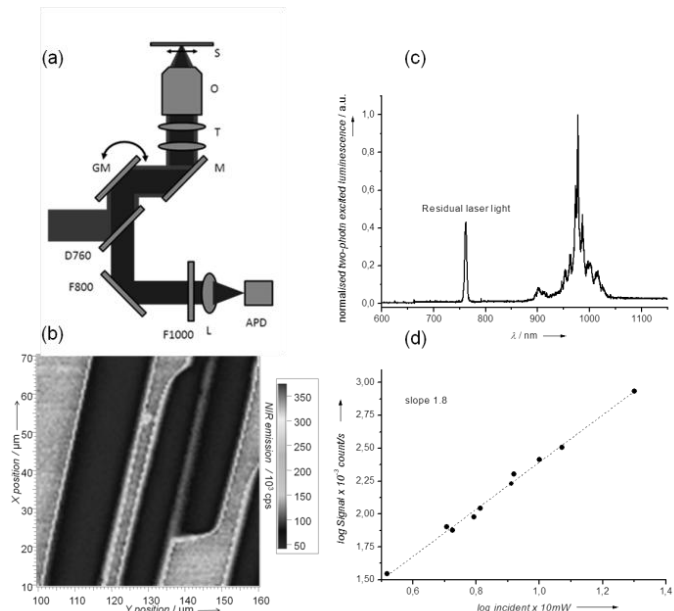 (a)
S
O
T
GM
M
D760
F800
F1000
L
APD
(b)
70
60
50
40
30
20
10
X position / µm
100 110 120 130 140 150 160
Y position / µm
350
300
250
200
150
100
50
NIR emission / 10³ cps
(c)
normalised two-photn excited luminescence / a.u.
1,0
0,8
0,6
0,4
0,2
0,0
Residual laser light
600 700 800 900 1000 1100
λ / nm
(d)
slope 1.8
log Signal x 10⁻³ count/s
3,00
2,75
2,50
2,25
2,00
1,75
1,50
0,6 0,8 1,0 1,2 1,4
log incident x 10mW